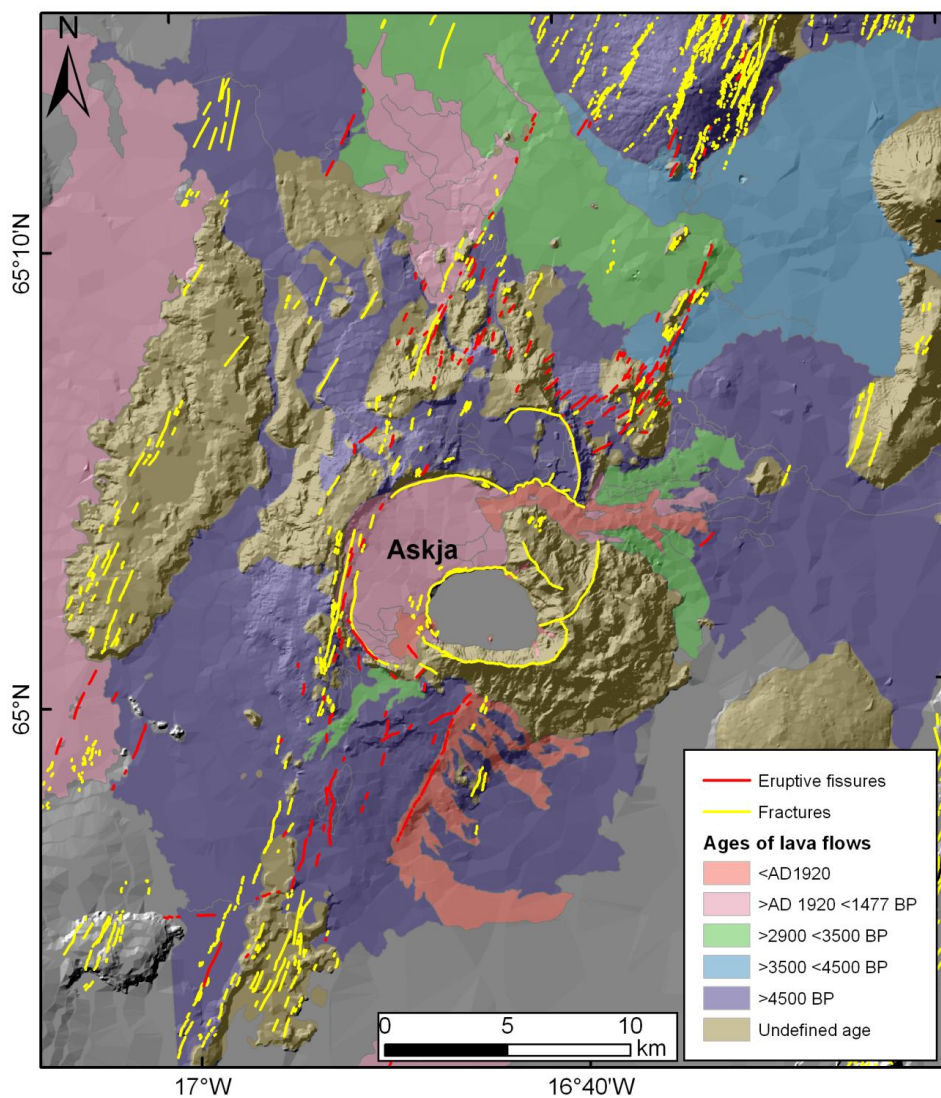 N
65°10'N
Askja
65°N
Eruptive fissures
Fractures
Ages of lava flows
<AD1920
>AD 1920 <1477 BP
>2900 <3500 BP
>3500 <4500 BP
>4500 BP
Undefined age
0 5 10
km
17°W
16°40'W